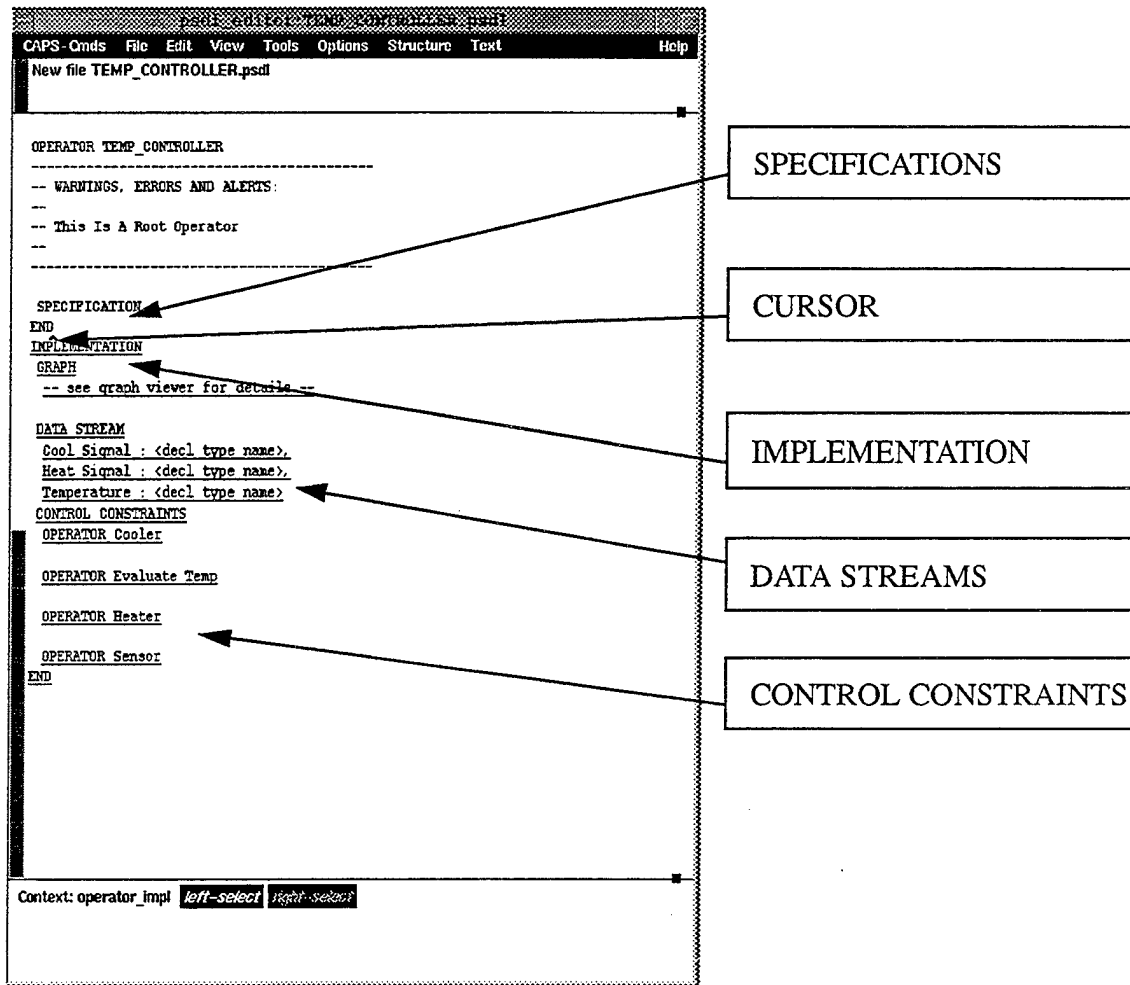 psdl_editor:TEMP_CONTROLLER.psdl
CAPS-Cmds File Edit View Tools Options Structure Text Help
New file TEMP_CONTROLLER.psdl
OPERATOR TEMP_CONTROLLER
--------------------------------------------------
-- WARNINGS, ERRORS AND ALERTS:
--
-- This Is A Root Operator
--
--------------------------------------------------
SPECIFICATION
END
IMPLEMENTATION
GRAPH
-- see graph viewer for details --
DATA STREAM
Cool Signal : <decl type name>,
Heat Signal : <decl type name>,
Temperature : <decl type name>
CONTROL CONSTRAINTS
OPERATOR Cooler
OPERATOR Evaluate Temp
OPERATOR Heater
OPERATOR Sensor
END
Context: operator_impl left-select right-select
SPECIFICATIONS
CURSOR
IMPLEMENTATION
DATA STREAMS
CONTROL CONSTRAINTS